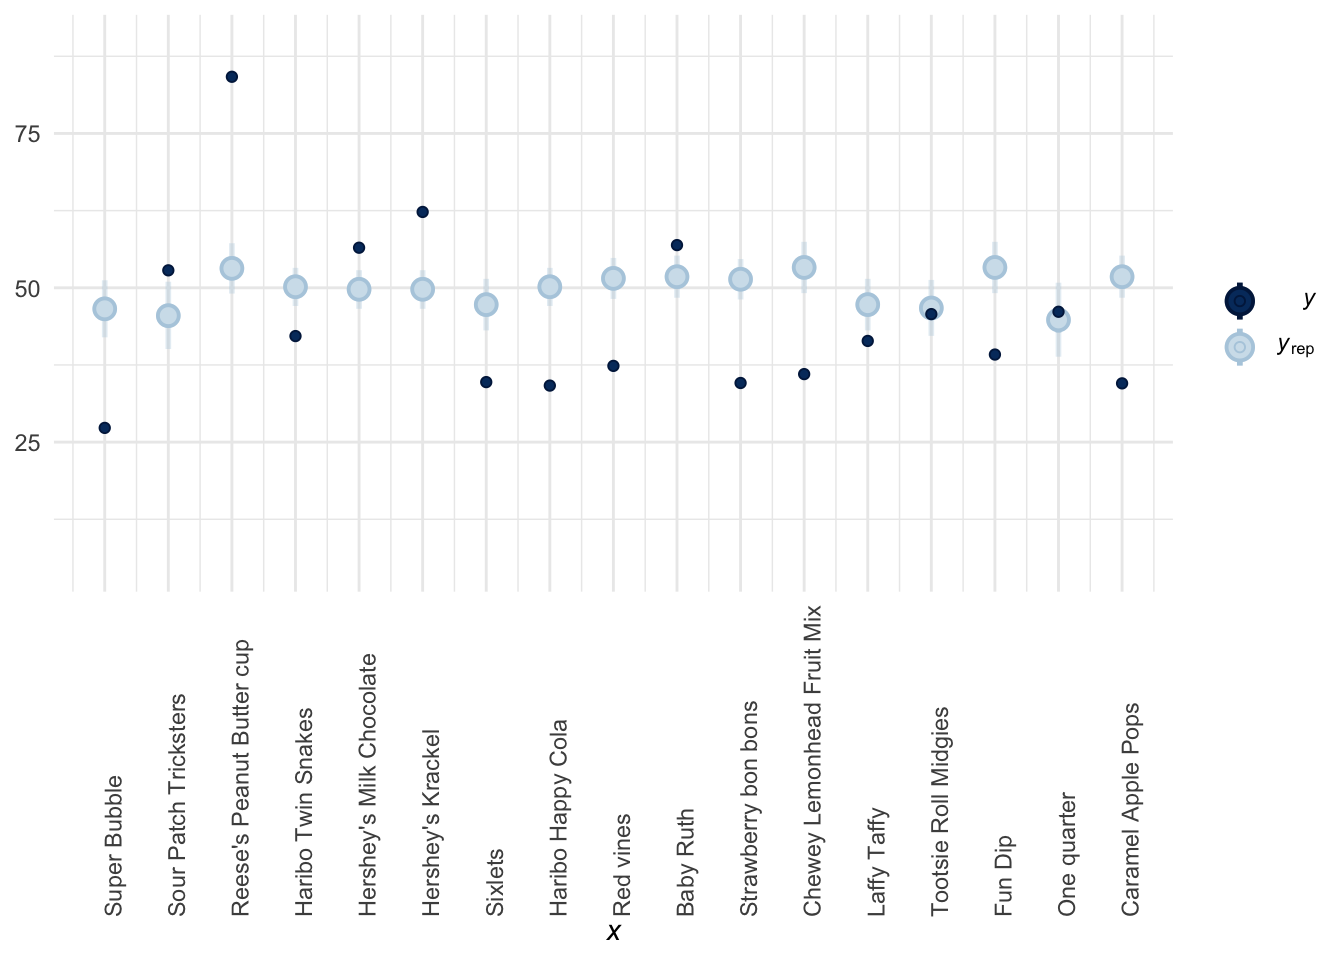 75
50
25
y
yrep
Super Bubble
Sour Patch Tricksters
Reese's Peanut Butter cup
Haribo Twin Snakes
Hershey's Milk Chocolate
Hershey's Krackel
Sixlets
Haribo Happy Cola
Red vines
Baby Ruth
Strawberry bon bons
Chewey Lemonhead Fruit Mix
Laffy Taffy
Tootsie Roll Midgies
Fun Dip
One quarter
Caramel Apple Pops
x